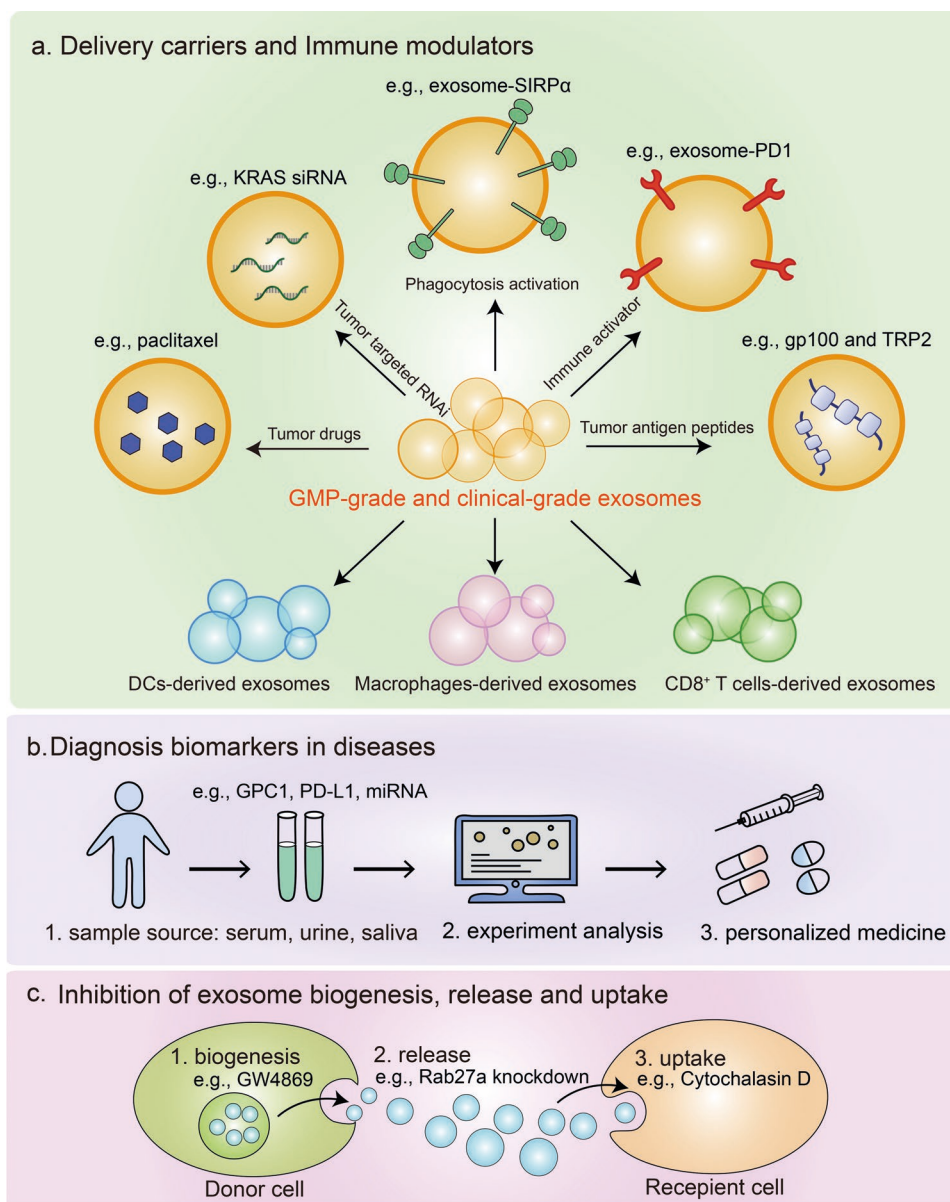 a. Delivery carriers and Immune modulators
e.g., exosome-SIRPα
e.g., KRAS siRNA
e.g., exosome-PD1
e.g., paclitaxel
e.g., gp100 and TRP2
Phagocytosis activation
Tumor targeted RNAi
Immune activator
Tumor drugs
Tumor antigen peptides
GMP-grade and clinical-grade exosomes
DCs-derived exosomes
Macrophages-derived exosomes
CD8⁺ T cells-derived exosomes
b.Diagnosis biomarkers in diseases
e.g., GPC1, PD-L1, miRNA
1. sample source: serum, urine, saliva
2. experiment analysis
3. personalized medicine
c. Inhibition of exosome biogenesis, release and uptake
1. biogenesis
e.g., GW4869
2. release
e.g., Rab27a knockdown
3. uptake
e.g., Cytochalasin D
Donor cell
Recepient cell